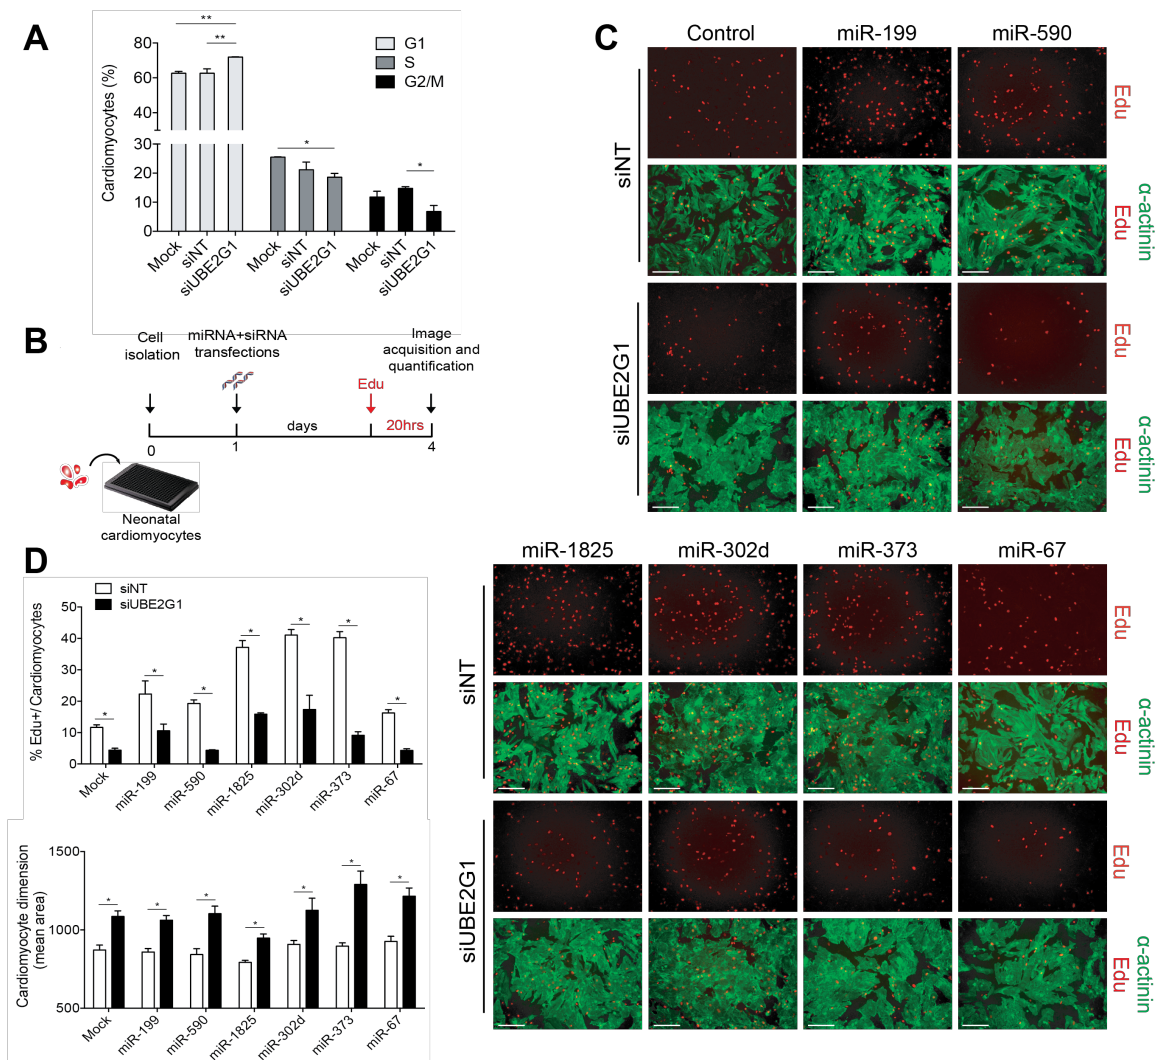 A
**
**
80
60
40
30
20
10
0
Cardiomyocytes (%)
G1
S
G2/M
*
*
Mock
siNT
siUBE2G1
Mock
siNT
siUBE2G1
Mock
siNT
siUBE2G1
B
Cell
isolation
miRNA+siRNA
transfections
Image
acquisition and
quantification
Edu
days
20hrs
0
1
4
Neonatal
cardiomyocytes
C
Control
miR-199
miR-590
siNT
Edu
α-actinin
Edu
siUBE2G1
Edu
α-actinin
Edu
miR-1825
miR-302d
miR-373
miR-67
siNT
Edu
α-actinin
Edu
siUBE2G1
Edu
α-actinin
Edu
D
siNT
siUBE2G1
50
40
30
20
10
0
% Edu+/ Cardiomyocytes
*
*
*
*
*
*
*
Mock
miR-199
miR-590
miR-1825
miR-302d
miR-373
miR-67
1500
1000
500
Cardiomyocyte dimension
(mean area)
*
*
*
*
*
*
*
Mock
miR-199
miR-590
miR-1825
miR-302d
miR-373
miR-67